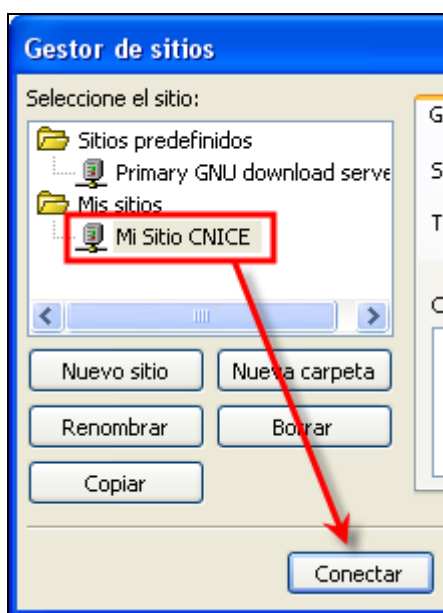 Gestor de sitios
Seleccione el sitio:
Sitios predefinidos
Primary GNU download serve
Mis sitios
Mi Sitio CNICE
Nuevo sitio
Nueva carpeta
Renombrar
Borrar
Copiar
Conectar